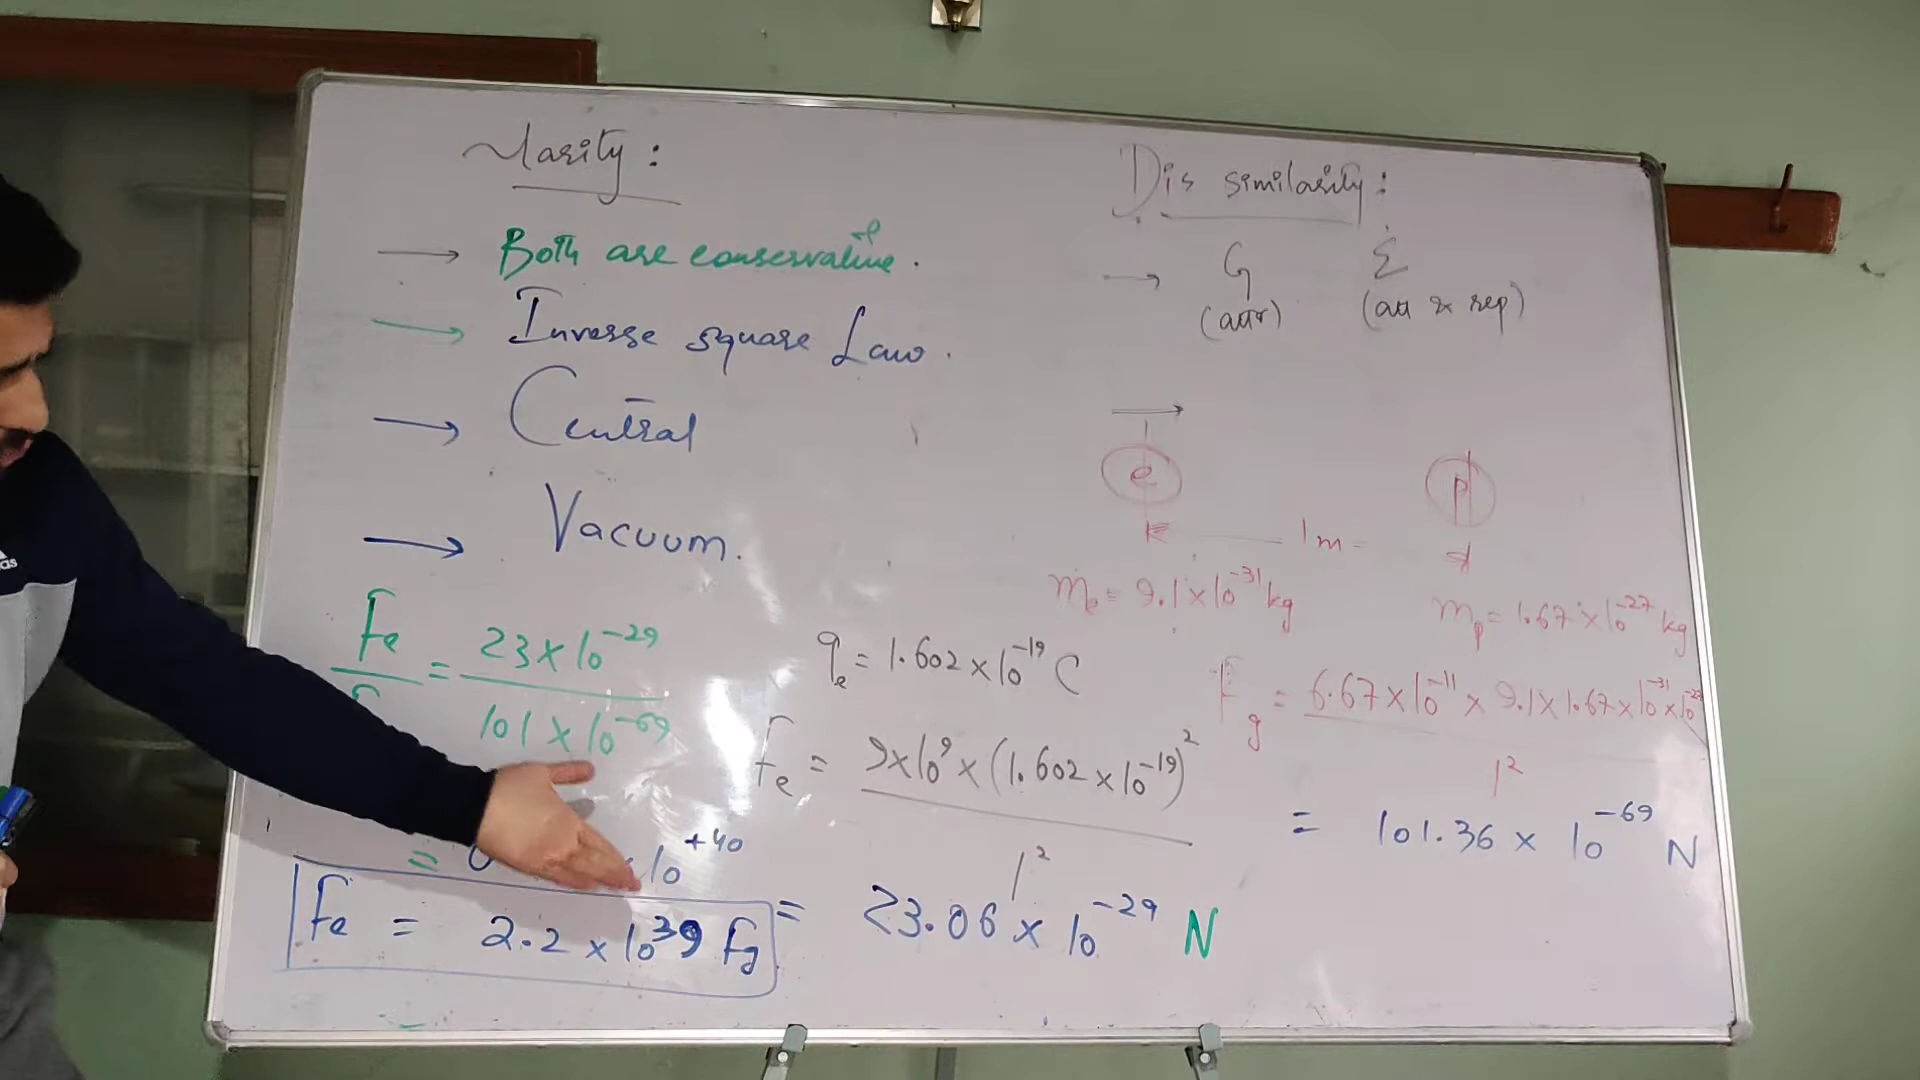 larity :
→ Both are conservative .
→ Inverse square Law .
→ Central
→ Vacuum .
Fe = 23 x 10^-29
101 x 10^-69
= 0 10^+40
Fe = 2.2 x 10^39 Fg
Dis similarity :
→ G E
(attr) (att & rep)
e p
1 m
me = 9.1 x 10^-31 kg mp = 1.67 x 10^-27 kg
qe = 1.602 x 10^-19 C
Fg = 6.67 x 10^-11 x 9.1 x 1.67 x 10^-31 x 10^-27
1^2
= 101.36 x 10^-69 N
Fe = 9 x 10^9 x (1.602 x 10^-19)^2
1^2
= 23.06 x 10^-29 N